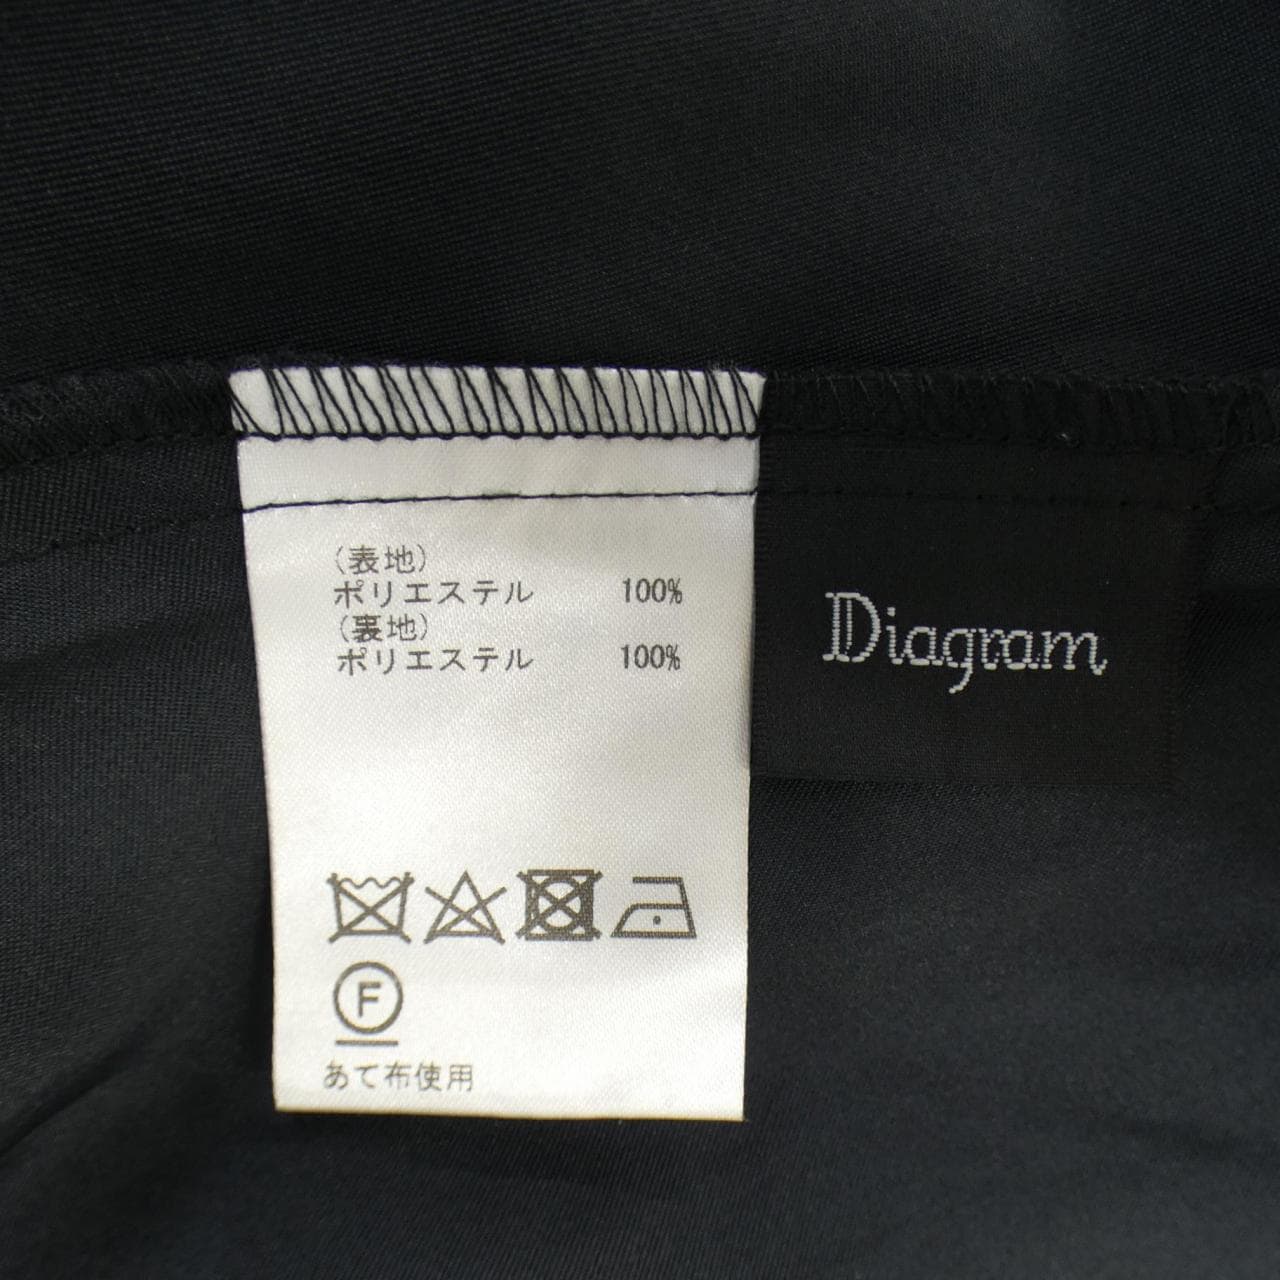 (表地)
ポリエステル 100%
(裏地)
ポリエステル 100%
F
あて布使用
Diagram